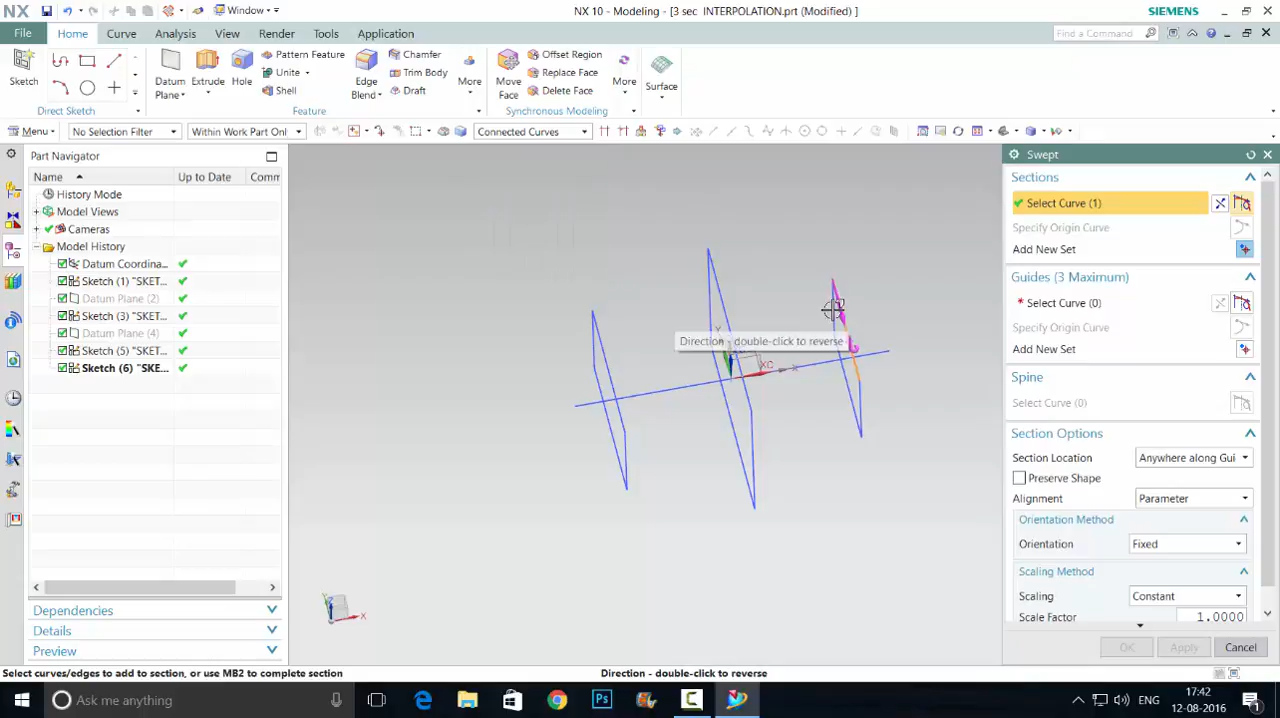 NX
Window
NX 10 - Modeling - [3 sec INTERPOLATION.prt (Modified) ]
SIEMENS
File
Home
Curve
Analysis
View
Render
Tools
Application
Find a Command
Sketch
Direct Sketch
Datum Plane
Extrude
Hole
Pattern Feature
Unite
Shell
Edge Blend
Chamfer
Trim Body
Draft
More
Feature
Move Face
Offset Region
Replace Face
Delete Face
More
Synchronous Modeling
Surface
Menu
No Selection Filter
Within Work Part Onl
Connected Curves
Part Navigator
Name
Up to Date
Comm
History Mode
Model Views
Cameras
Model History
Datum Coordina...
Sketch (1) "SKET...
Datum Plane (2)
Sketch (3) "SKET...
Datum Plane (4)
Sketch (5) "SKET...
Sketch (6) "SKE...
Dependencies
Details
Preview
Direction - double-click to reverse
Y
XC
X
X
Swept
Sections
Select Curve (1)
Specify Origin Curve
Add New Set
Guides (3 Maximum)
* Select Curve (0)
Specify Origin Curve
Add New Set
Spine
Select Curve (0)
Section Options
Section Location
Anywhere along Gui
Preserve Shape
Alignment
Parameter
Orientation Method
Orientation
Fixed
Scaling Method
Scaling
Constant
Scale Factor
1.0000
OK
Apply
Cancel
Select curves/edges to add to section, or use MB2 to complete section
Direction - double-click to reverse
Ask me anything
Ps
ENG
17:42
12-08-2016
1